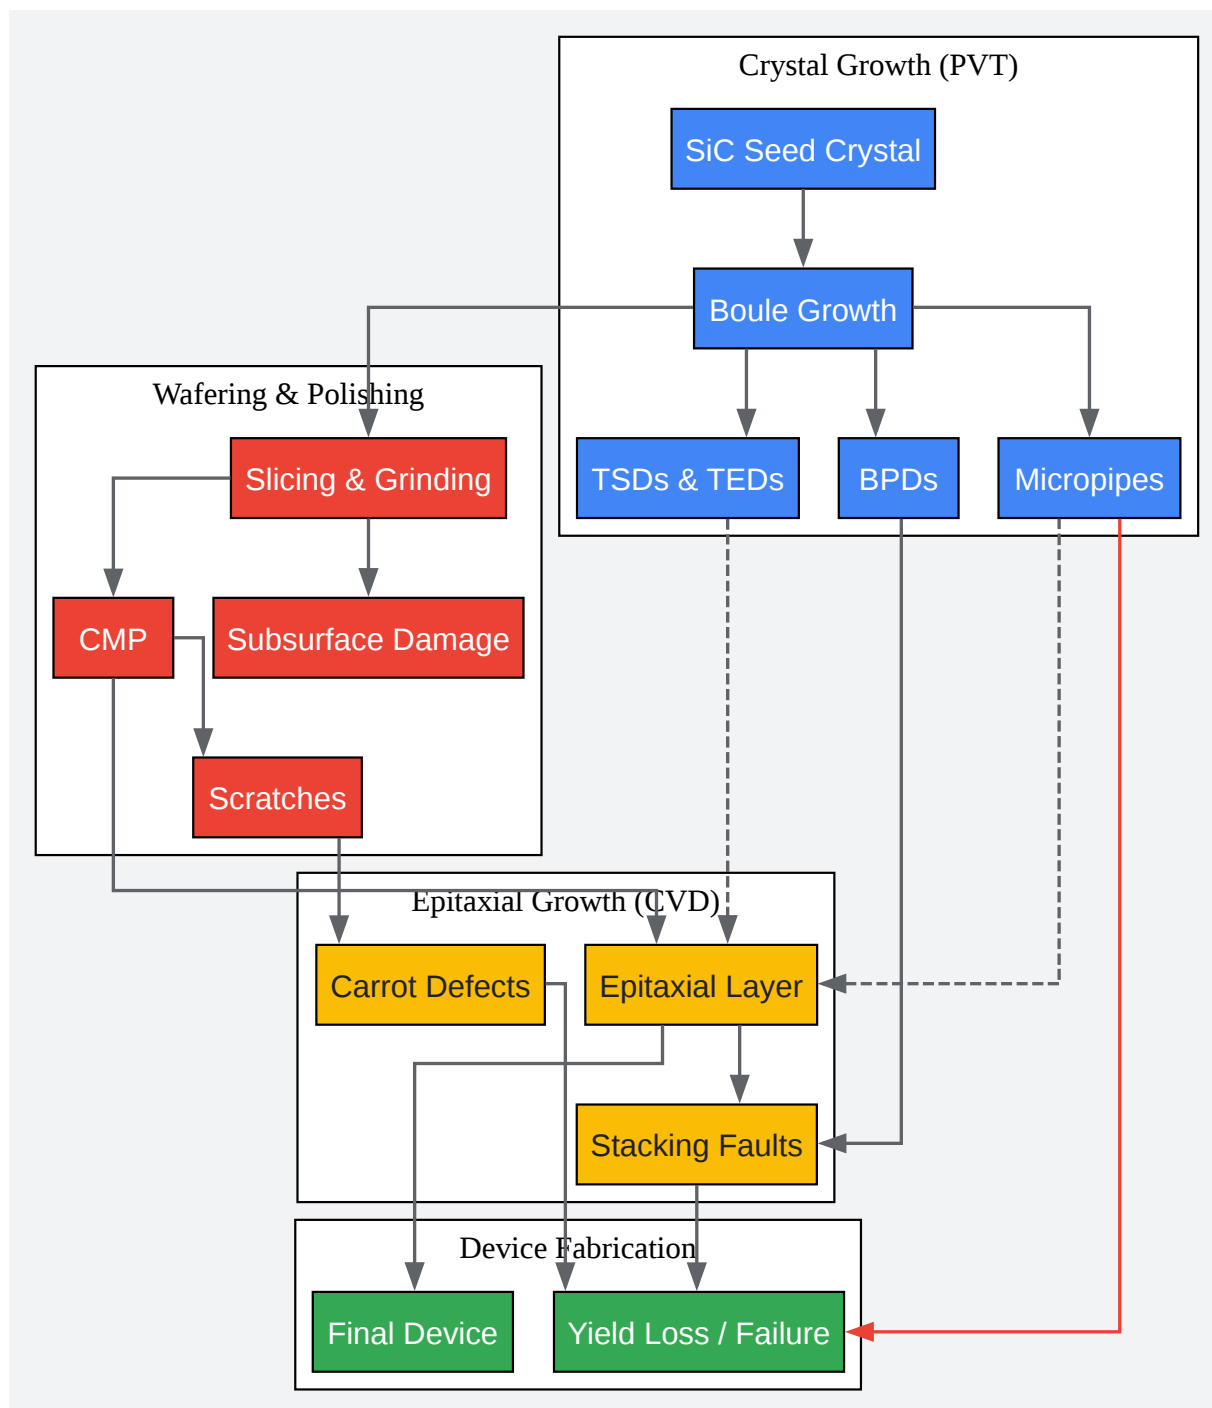 Crystal Growth (PVT)
SiC Seed Crystal
Boule Growth
Wafering & Polishing
Slicing & Grinding
TSDs & TEDs
BPDs
Micropipes
CMP
Subsurface Damage
Scratches
Epitaxial Growth (CVD)
Carrot Defects
Epitaxial Layer
Stacking Faults
Device Fabrication
Final Device
Yield Loss / Failure